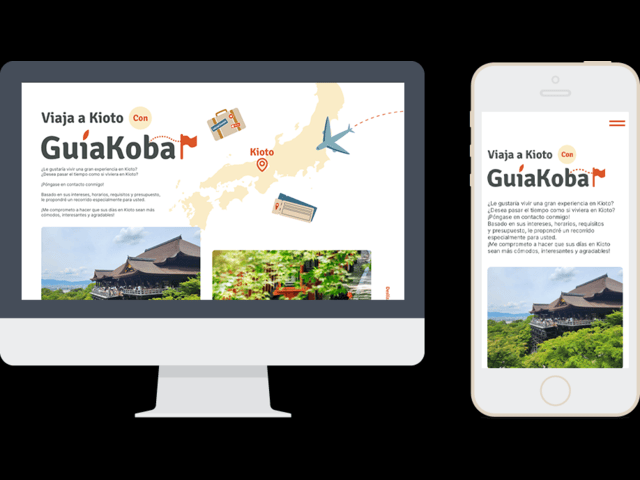 Viaja a Kioto Con
GuíaKoba
¿Le gustaría vivir una gran experiencia en Kioto?
¿Desea pasar el tiempo como si viviera en Kioto?
¡Póngase en contacto conmigo!
Basado en sus intereses, horarios, requisitos y presupuesto,
le propondré un recorrido especialmente para usted.
¡Me comprometo a hacer que sus días en Kioto sean más
cómodos, interesantes y agradables!
Kioto
Viaja a Kioto Con
GuíaKoba
¿Le gustaría vivir una gran experiencia en Kioto?
¿Desea pasar el tiempo como si viviera en Kioto?
¡Póngase en contacto conmigo!
Basado en sus intereses, horarios, requisitos
y presupuesto, le propondré un recorrido
especialmente para usted.
¡Me comprometo a hacer que sus días en Kioto
sean más cómodos, interesantes y agradables!